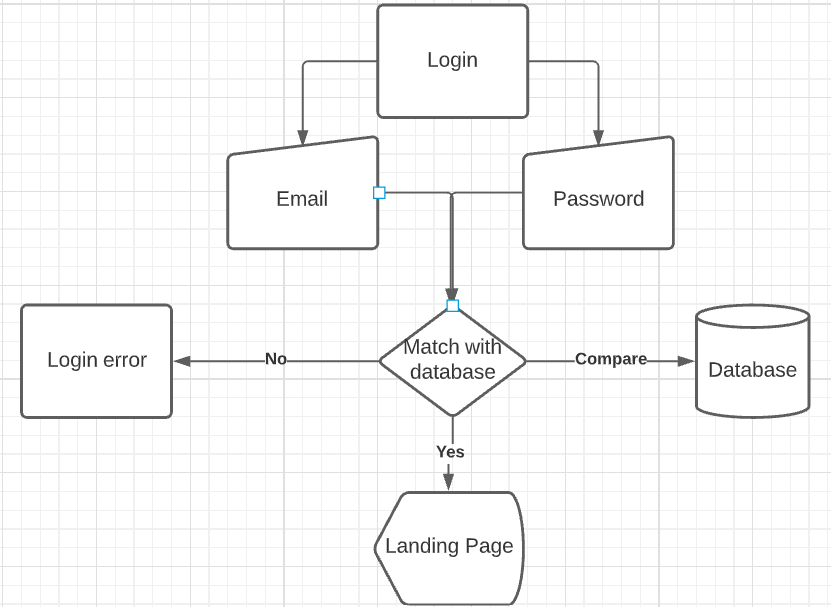 Login
Email
Password
Match with
database
Login error
No
Compare
Database
Yes
Landing Page